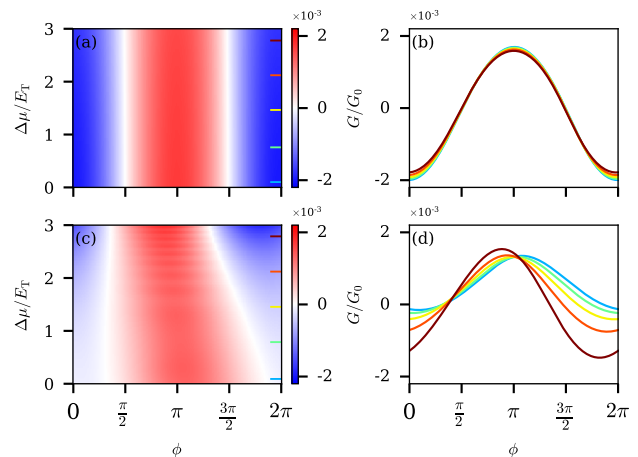 ×10⁻³ ×10⁻³
3 (a) 2 2 (b)
Δμ/E_T 2 0 G/G₀ 0
1
0 -2 -2
×10⁻³ ×10⁻³
3 (c) 2 2 (d)
Δμ/E_T 2 0 G/G₀ 0
1
0 -2 -2
0 π/2 π 3π/2 2π 0 π/2 π 3π/2 2π
ϕ ϕ